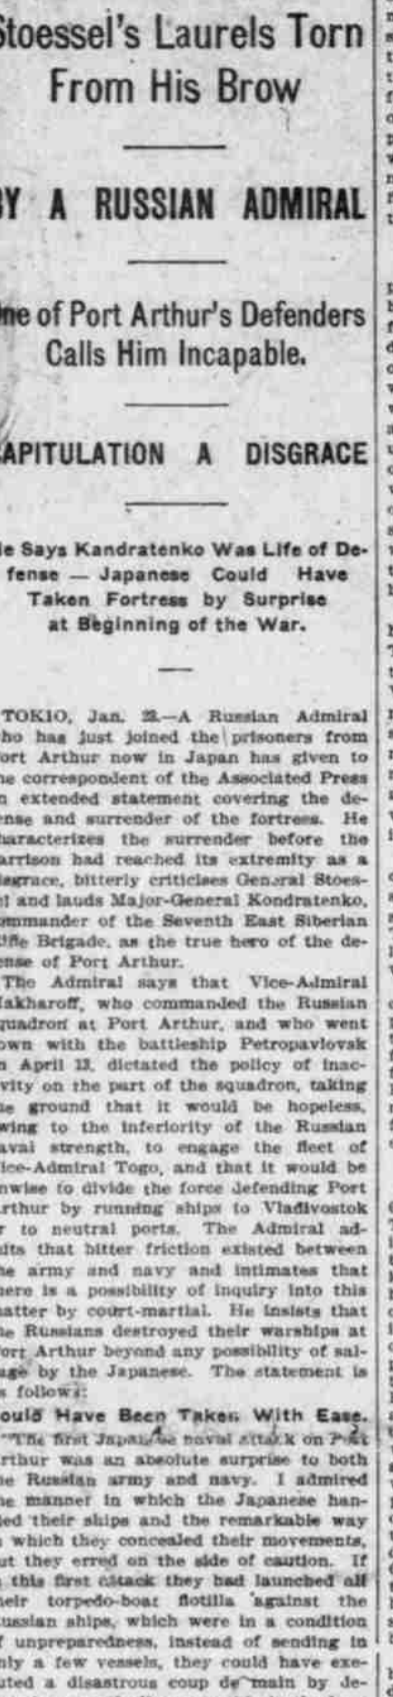 Stoessel's Laurels Torn
From His Brow
BY A RUSSIAN ADMIRAL
One of Port Arthur's Defenders
Calls Him Incapable.
CAPITULATION A DISGRACE
He Says Kandratenko Was Life of De-
fense — Japanese Could Have
Taken Fortress by Surprise
at Beginning of the War.
TOKIO, Jan. —A Russian Admiral
who has just joined the prisoners from
Port Arthur now in Japan has given to
the correspondent of the Associated Press
an extended statement covering the de-
fense and surrender of the fortress. He
characterizes the surrender before the
garrison had reached its extremity as a
disgrace, bitterly criticises General Stoes-
sel and lauds Major-General Kondratenko,
commander of the Seventh East Siberian
Rifle Brigade, as the true hero of the de-
fense of Port Arthur.
The Admiral says that Vice-Admiral
Makharoff, who commanded the Russian
squadron at Port Arthur, and who went
down with the battleship Petropavlovsk
on April 13, dictated the policy of inac-
tivity on the part of the squadron, taking
the ground that it would be hopeless,
owing to the inferiority of the Russian
naval strength, to engage the fleet of
Vice-Admiral Togo, and that it would be
unwise to divide the force defending Port
Arthur by running ships to Vladivostok
or to neutral ports. The Admiral ad-
mits that bitter friction existed between
the army and navy and intimates that
there is a possibility of inquiry into this
matter by court-martial. He insists that
the Russians destroyed their warships at
Port Arthur beyond any possibility of sal-
vage by the Japanese. The statement is
as follows:
Could Have Been Taken With Ease.
"The first Japanese naval attack on Port
Arthur was an absolute surprise to both
the Russian army and navy. I admired
the manner in which the Japanese han-
dled their ships and the remarkable way
in which they concealed their movements,
but they erred on the side of caution. If
in this first attack they had launched all
their torpedo-boat flotilla against the
Russian ships, which were in a condition
of unpreparedness, instead of sending in
only a few vessels, they could have exe-
cuted a disastrous coup de main by de-